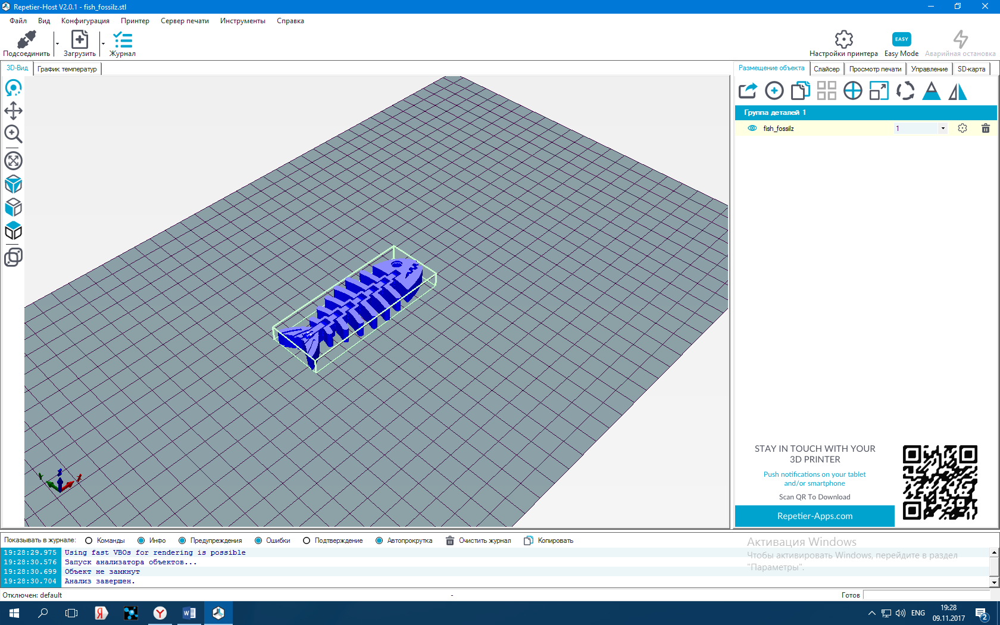 Repetier-Host V2.0.1 - fish_fossilz.stl
Файл Вид Конфигурация Принтер Сервер печати Инструменты Справка
Подсоединить Загрузить Журнал Настройки принтера Easy Mode Аварийная остановка
EASY
3D-Вид График температур
Размещение объекта Слайсер Просмотр печати Управление SD-карта
Группа деталей 1
fish_fossilz 1
STAY IN TOUCH WITH YOUR
3D PRINTER
Push notifications on your tablet
and/or smartphone
Scan QR To Download
Repetier-Apps.com
Показывать в журнале: Команды Инфо Предупреждения Ошибки Подтверждение Автопрокрутка Очистить журнал Копировать
19:28:29.975 Using fast VBOs for rendering is possible
19:28:30.576 Запуск анализатора объектов...
19:28:30.699 Объект не замкнут
19:28:30.704 Анализ завершен.
Активация Windows
Чтобы активировать Windows, перейдите в раздел
"Параметры".
Отключен: default - Готов
ENG 19:28
09.11.2017
2